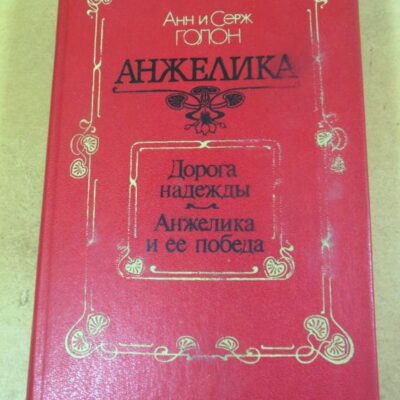 Анн и Серж
ГОЛОН
АНЖЕЛИКА
Дорога
надежды
Анжелика
и ее победа